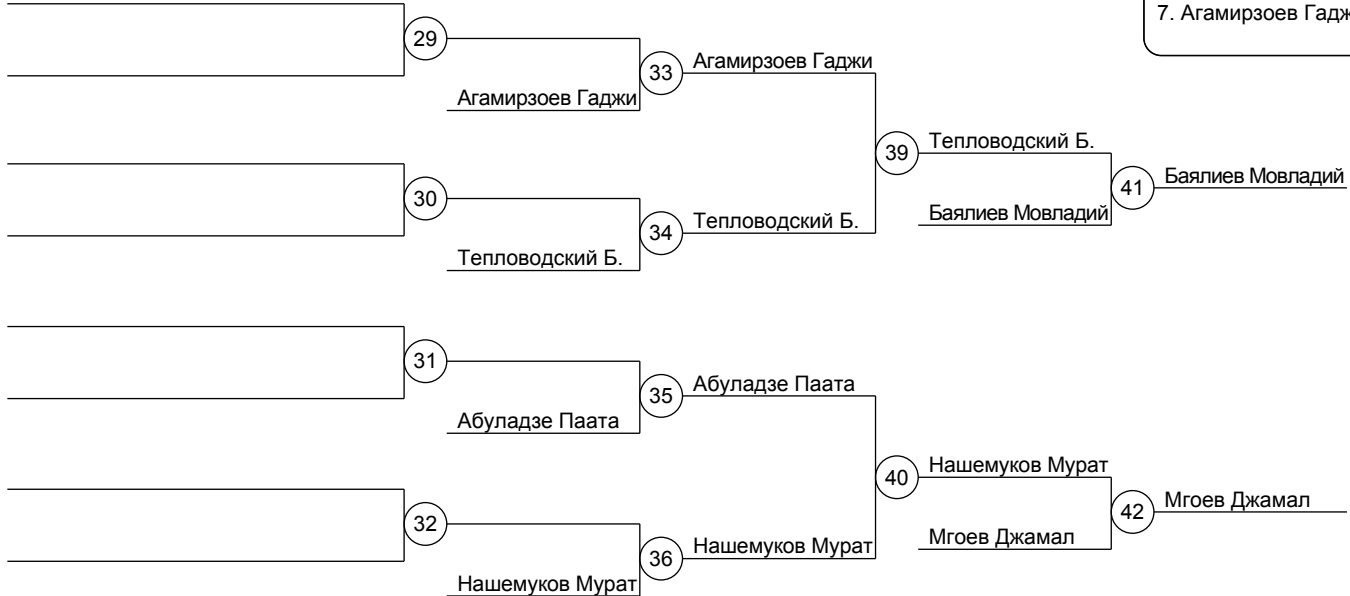 7. Агамирзоев Гадж
29
33
Агамирзоев Гаджи
Агамирзоев Гаджи
39
Тепловодский Б.
41
Баялиев Мовладий
30
34
Тепловодский Б.
Баялиев Мовладий
Тепловодский Б.
31
35
Абуладзе Паата
Абуладзе Паата
40
Нашемуков Мурат
42
Мгоев Джамал
32
36
Нашемуков Мурат
Мгоев Джамал
Нашемуков Мурат